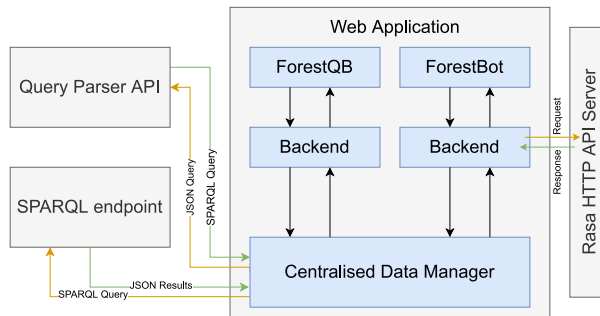 Web Application
ForestQB
ForestBot
Query Parser API
Backend
Backend
Request
Response
Rasa HTTP API Server
JSON Query
SPARQL Query
SPARQL endpoint
Centralised Data Manager
JSON Results
SPARQL Query